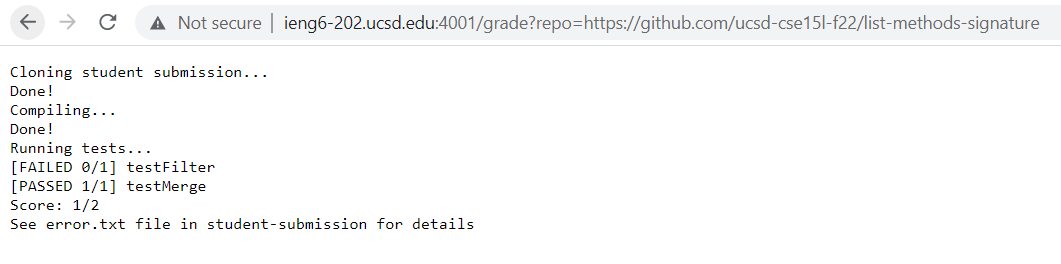 Not secure | ieng6-202.ucsd.edu:4001/grade?repo=https://github.com/ucsd-cse15l-f22/list-methods-signature
Cloning student submission...
Done!
Compiling...
Done!
Running tests...
[FAILED 0/1] testFilter
[PASSED 1/1] testMerge
Score: 1/2
See error.txt file in student-submission for details